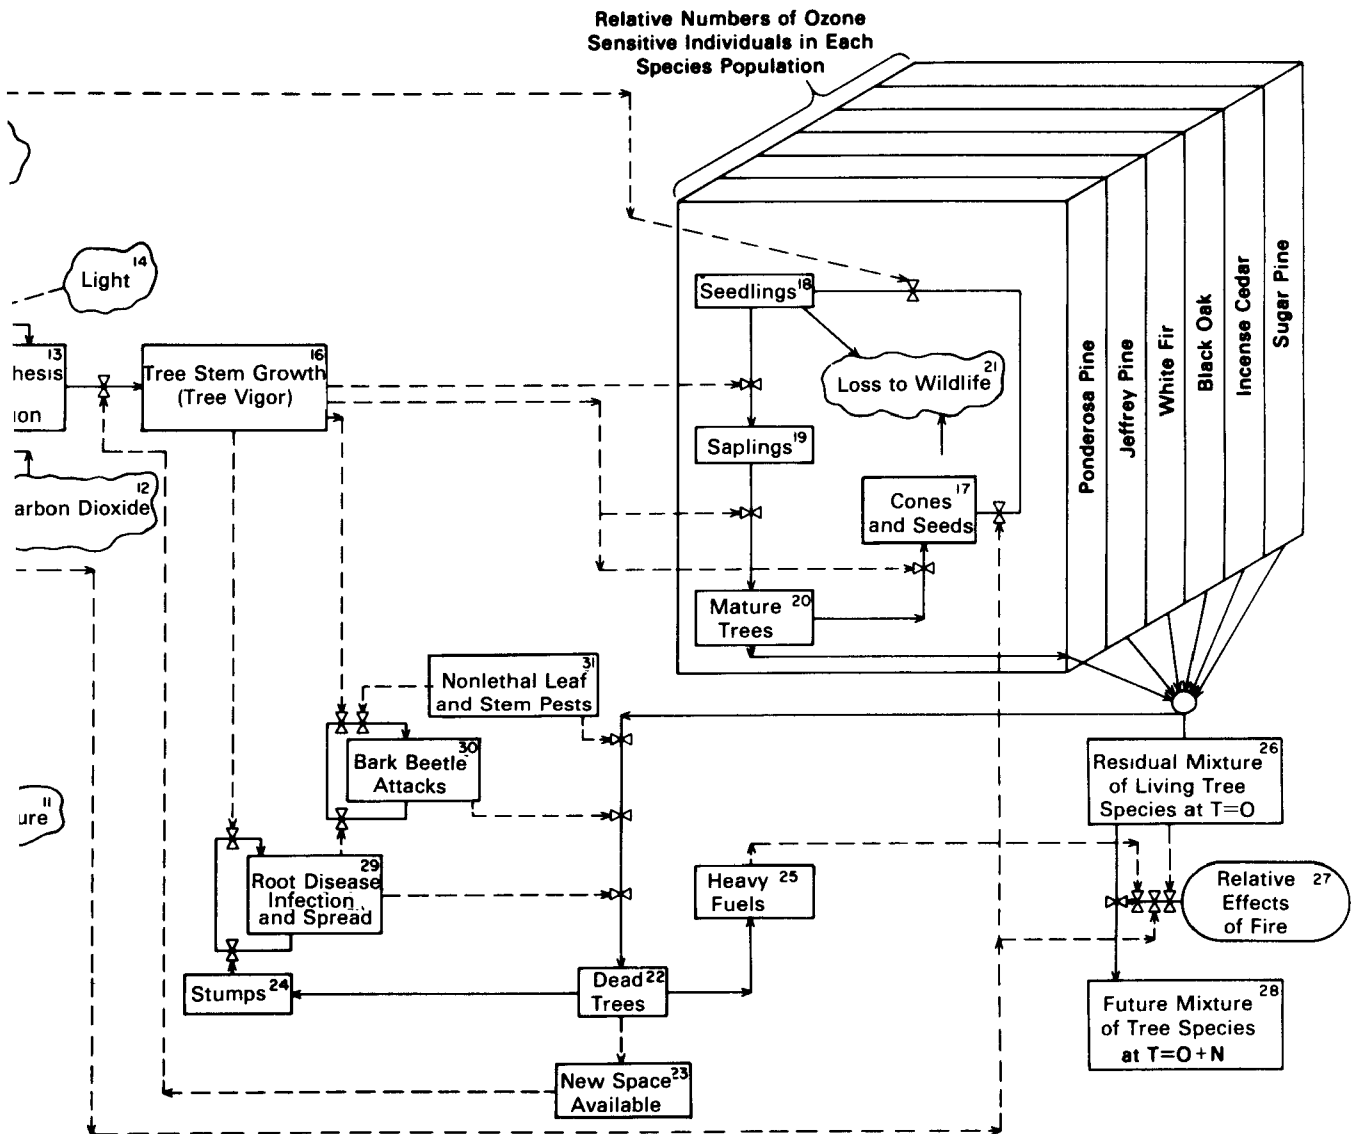 Relative Numbers of Ozone
Sensitive Individuals in Each
Species Population
14
Light
13
hesis
ion
16
Tree Stem Growth
(Tree Vigor)
12
arbon Dioxide
11
ure
Seedlings 18
21
Loss to Wildlife
Saplings 19
17
Cones
and Seeds
20
Mature
Trees
Ponderosa Pine
Jeffrey Pine
White Fir
Black Oak
Incense Cedar
Sugar Pine
31
Nonlethal Leaf
and Stem Pests
30
Bark Beetle
Attacks
29
Root Disease
Infection
and Spread
Stumps 24
Dead 22
Trees
New Space 23
Available
Heavy 25
Fuels
26
Residual Mixture
of Living Tree
Species at T=O
Relative 27
Effects
of Fire
28
Future Mixture
of Tree Species
at T=O+N